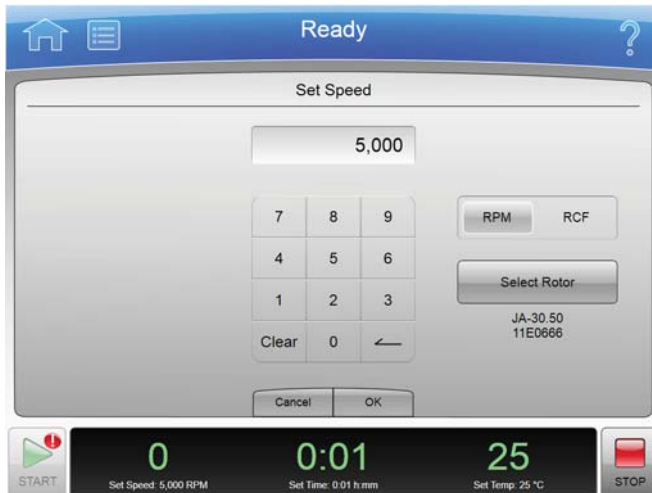 Ready
?
Set Speed
5,000
7 8 9
RPM RCF
4 5 6
Select Rotor
1 2 3
JA-30.50
11E0666
Clear 0
Cancel OK
!
START
0
Set Speed: 5,000 RPM
0:01
Set Time: 0:01 h:mm
25
Set Temp: 25 °C
STOP